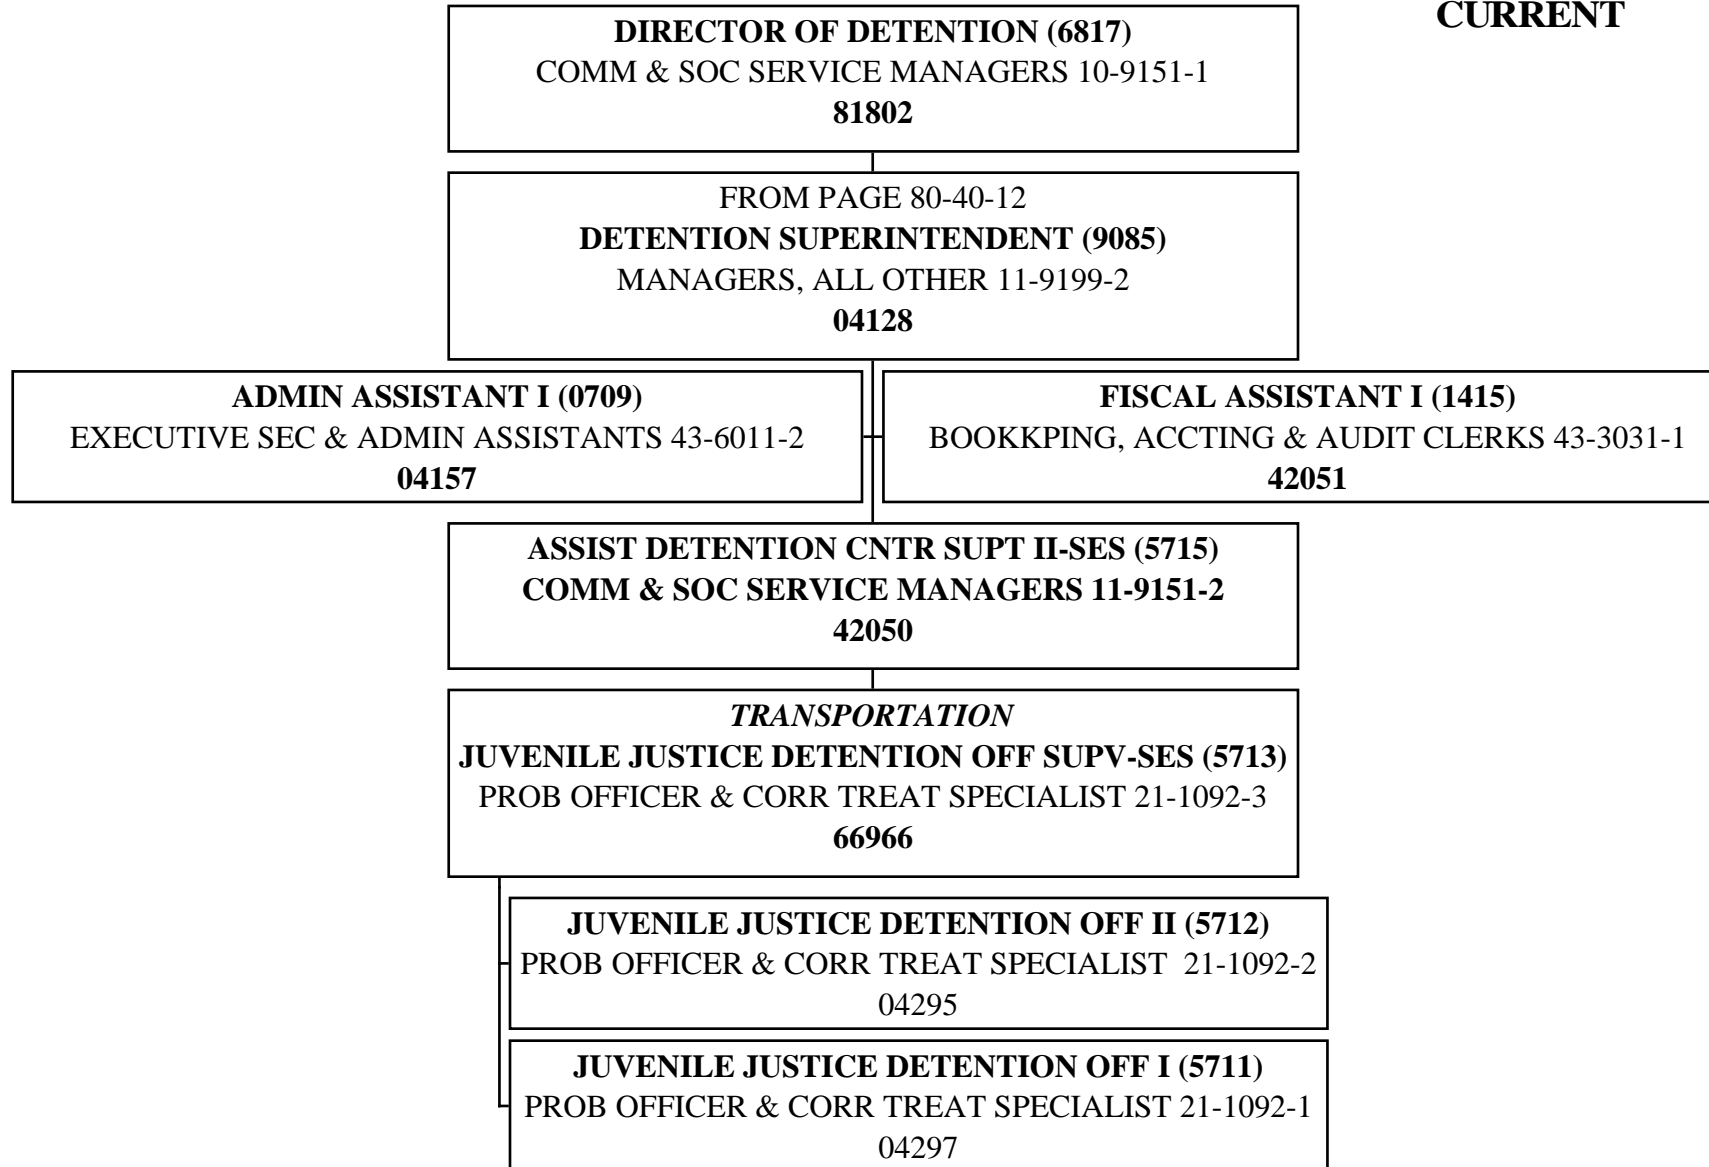 CURRENT
DIRECTOR OF DETENTION (6817)
COMM & SOC SERVICE MANAGERS 10-9151-1
81802
FROM PAGE 80-40-12
DETENTION SUPERINTENDENT (9085)
MANAGERS, ALL OTHER 11-9199-2
04128
ADMIN ASSISTANT I (0709)
EXECUTIVE SEC & ADMIN ASSISTANTS 43-6011-2
04157
FISCAL ASSISTANT I (1415)
BOOKKPING, ACCTING & AUDIT CLERKS 43-3031-1
42051
ASSIST DETENTION CNTR SUPT II-SES (5715)
COMM & SOC SERVICE MANAGERS 11-9151-2
42050
TRANSPORTATION
JUVENILE JUSTICE DETENTION OFF SUPV-SES (5713)
PROB OFFICER & CORR TREAT SPECIALIST 21-1092-3
66966
JUVENILE JUSTICE DETENTION OFF II (5712)
PROB OFFICER & CORR TREAT SPECIALIST  21-1092-2
04295
JUVENILE JUSTICE DETENTION OFF I (5711)
PROB OFFICER & CORR TREAT SPECIALIST 21-1092-1
04297